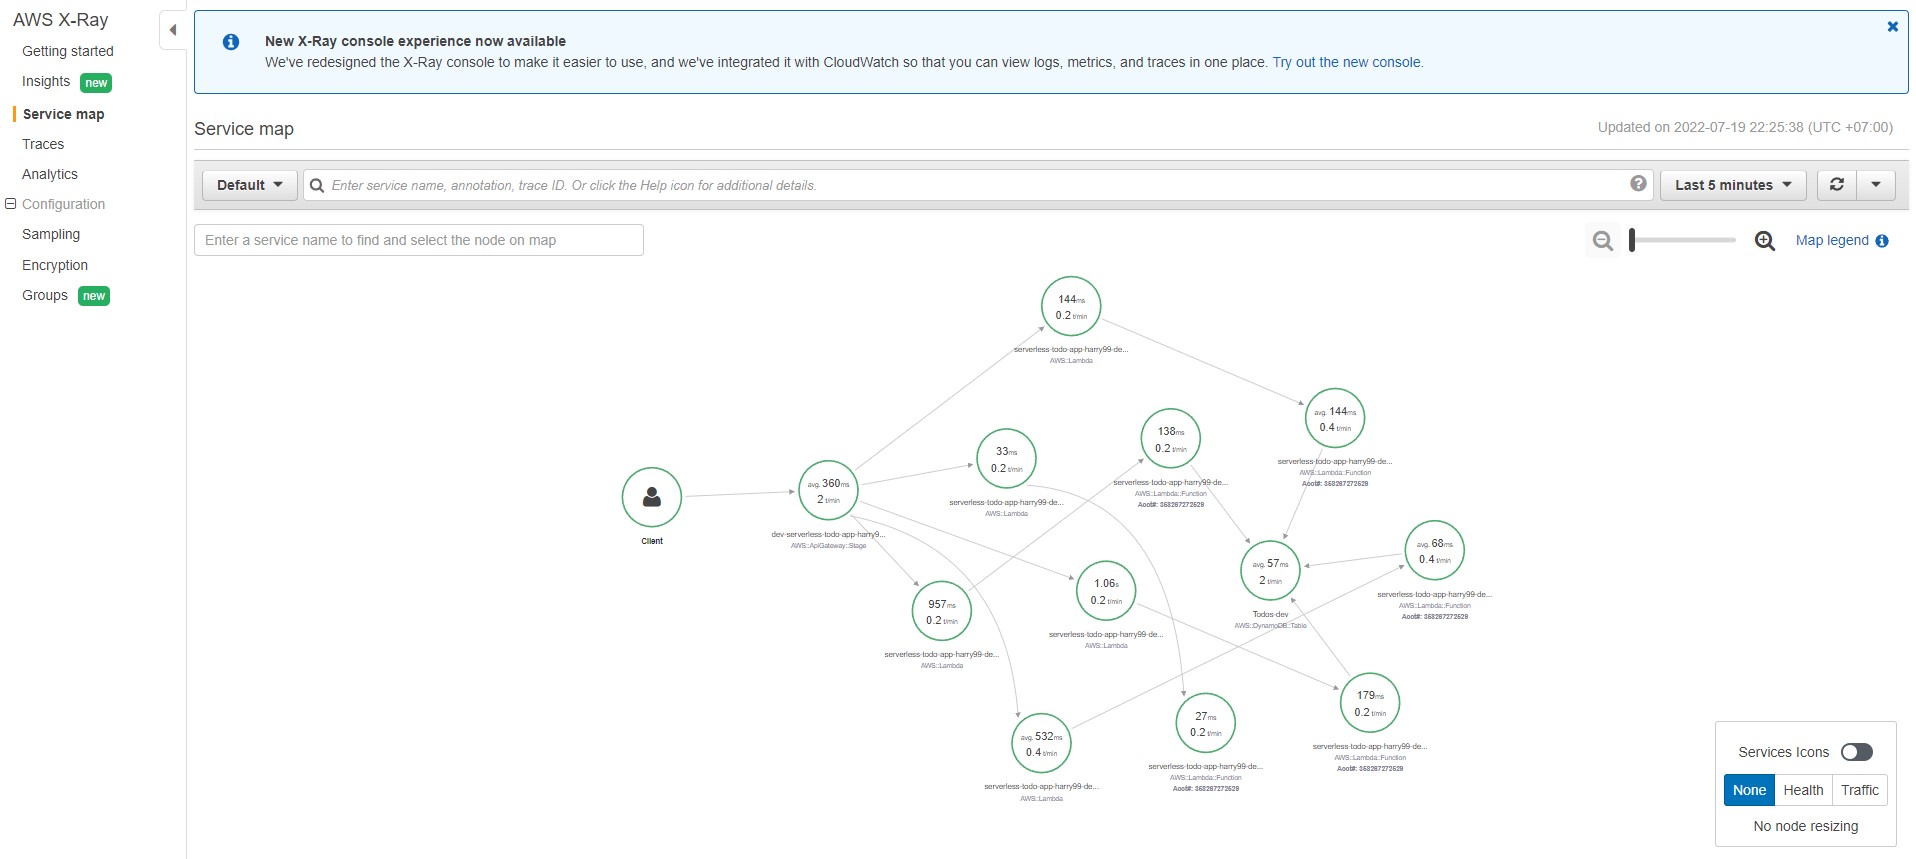 AWS X-Ray
Getting started
Insights new
Service map
Traces
Analytics
Configuration
Sampling
Encryption
Groups new
New X-Ray console experience now available
We've redesigned the X-Ray console to make it easier to use, and we've integrated it with CloudWatch so that you can view logs, metrics, and traces in one place. Try out the new console.
Service map
Updated on 2022-07-19 22:25:38 (UTC +07:00)
Default
Enter service name, annotation, trace ID. Or click the Help icon for additional details.
Last 5 minutes
Enter a service name to find and select the node on map
Map legend
144ms
0.2 t/min
serverless-todo-app-harry99-de...
AWS::Lambda
avg. 144ms
0.4 t/min
serverless-todo-app-harry99-de...
AWS::Lambda::Function
Acct#: 358267272529
138ms
0.2 t/min
serverless-todo-app-harry99-de...
AWS::Lambda::Function
Acct#: 358267272529
33ms
0.2 t/min
serverless-todo-app-harry99-de...
AWS::Lambda
Client
avg. 360ms
2 t/min
dev-serverless-todo-app-harry9...
AWS::ApiGateway::Stage
avg. 68ms
0.4 t/min
serverless-todo-app-harry99-de...
AWS::Lambda::Function
Acct#: 358267272529
avg. 57ms
2 t/min
Todos-dev
AWS::DynamoDB::Table
1.06s
0.2 t/min
serverless-todo-app-harry99-de...
AWS::Lambda
957ms
0.2 t/min
serverless-todo-app-harry99-de...
AWS::Lambda
179ms
0.2 t/min
serverless-todo-app-harry99-de...
AWS::Lambda::Function
Acct#: 358267272529
27ms
0.2 t/min
serverless-todo-app-harry99-de...
AWS::Lambda::Function
Acct#: 358267272529
avg. 532ms
0.4 t/min
serverless-todo-app-harry99-de...
AWS::Lambda
Services Icons
None Health Traffic
No node resizing